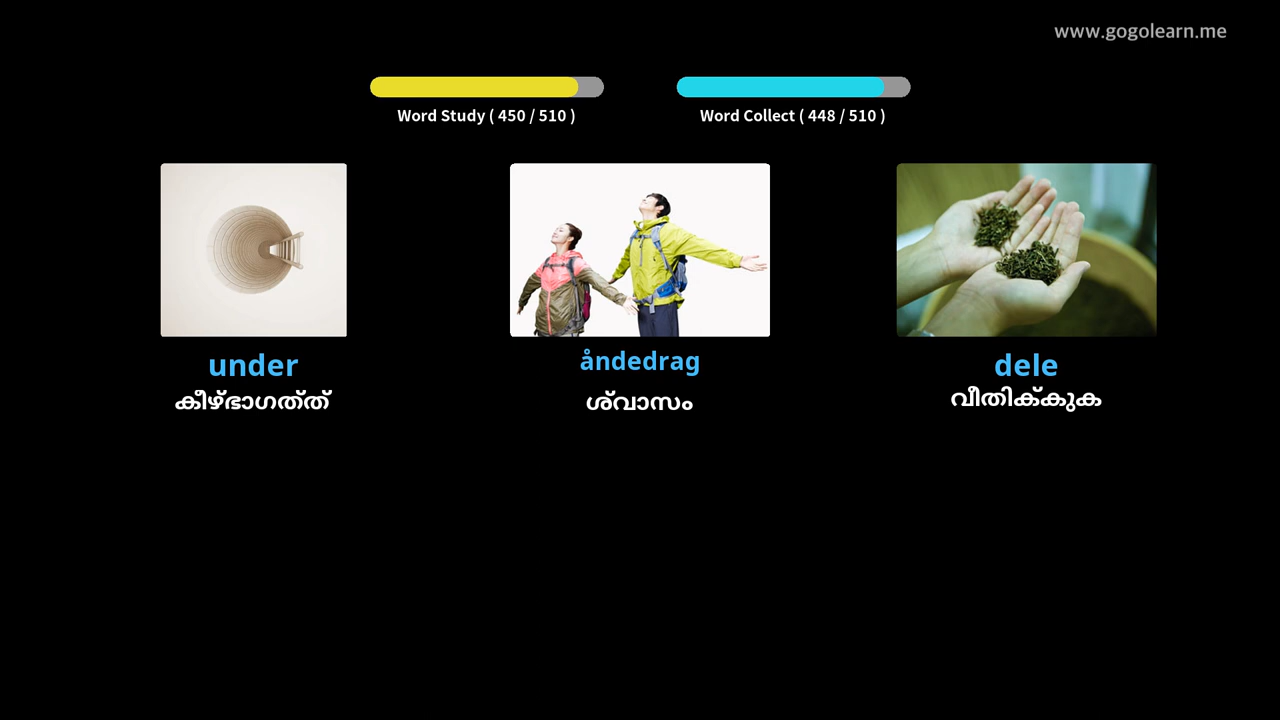 www.gogolearn.me
Word Study ( 450 / 510 )
Word Collect ( 448 / 510 )
under
കീഴ്ഭാഗത്ത്
åndedrag
ശ്വാസം
dele
വീതിക്കുക